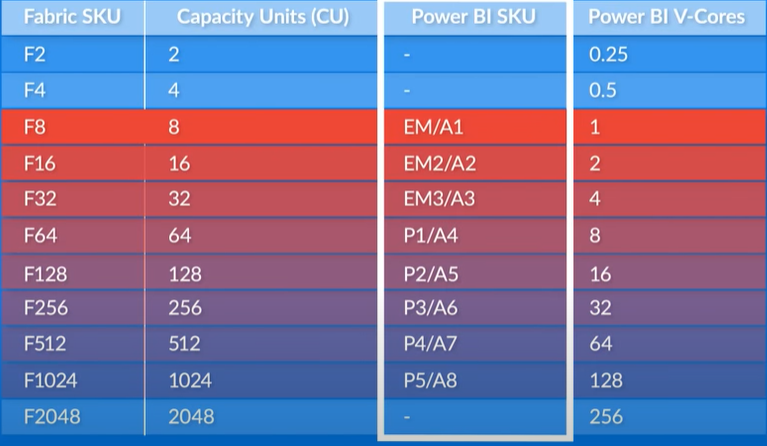 Fabric SKU Capacity Units (CU) Power BI SKU Power BI V-Cores
F2 2 - 0.25
F4 4 - 0.5
F8 8 EM/A1 1
F16 16 EM2/A2 2
F32 32 EM3/A3 4
F64 64 P1/A4 8
F128 128 P2/A5 16
F256 256 P3/A6 32
F512 512 P4/A7 64
F1024 1024 P5/A8 128
F2048 2048 - 256